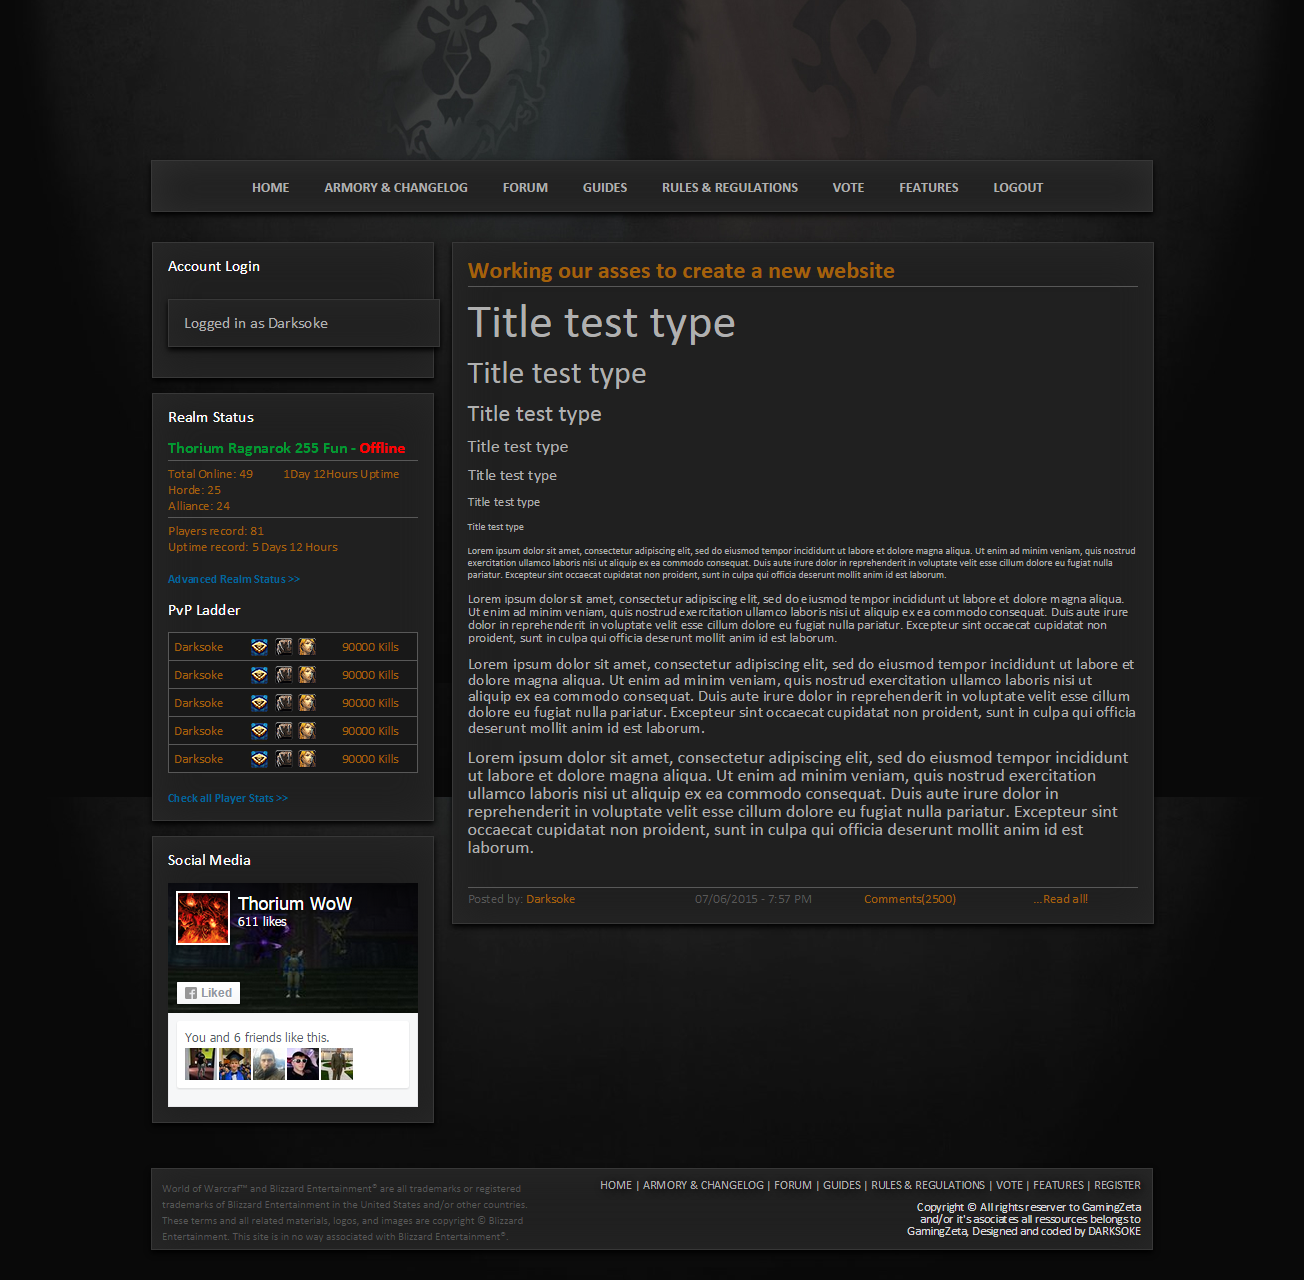 HOME ARMORY & CHANGELOG FORUM GUIDES RULES & REGULATIONS VOTE FEATURES LOGOUT
Account Login
Logged in as Darksoke
Realm Status
Thorium Ragnarok 255 Fun - Offline
Total Online: 49 1Day 12Hours Uptime
Horde: 25
Alliance: 24
Players record: 81
Uptime record: 5 Days 12 Hours
Advanced Realm Status >>
PvP Ladder
Darksoke 90000 Kills
Darksoke 90000 Kills
Darksoke 90000 Kills
Darksoke 90000 Kills
Darksoke 90000 Kills
Check all Player Stats >>
Social Media
Thorium WoW
611 likes
Liked
You and 6 friends like this.
Working our asses to create a new website
Title test type
Title test type
Title test type
Title test type
Title test type
Title test type
Title test type
Lorem ipsum dolor sit amet, consectetur adipiscing elit, sed do eiusmod tempor incididunt ut labore et dolore magna aliqua. Ut enim ad minim veniam, quis nostrud
exercitation ullamco laboris nisi ut aliquip ex ea commodo consequat. Duis aute irure dolor in reprehenderit in voluptate velit esse cillum dolore eu fugiat nulla
pariatur. Excepteur sint occaecat cupidatat non proident, sunt in culpa qui officia deserunt mollit anim id est laborum.
Lorem ipsum dolor sit amet, consectetur adipiscing elit, sed do eiusmod tempor incididunt ut labore et dolore magna aliqua.
Ut enim ad minim veniam, quis nostrud exercitation ullamco laboris nisi ut aliquip ex ea commodo consequat. Duis aute irure
dolor in reprehenderit in voluptate velit esse cillum dolore eu fugiat nulla pariatur. Excepteur sint occaecat cupidatat non
proident, sunt in culpa qui officia deserunt mollit anim id est laborum.
Lorem ipsum dolor sit amet, consectetur adipiscing elit, sed do eiusmod tempor incididunt ut labore et
dolore magna aliqua. Ut enim ad minim veniam, quis nostrud exercitation ullamco laboris nisi ut
aliquip ex ea commodo consequat. Duis aute irure dolor in reprehenderit in voluptate velit esse cillum
dolore eu fugiat nulla pariatur. Excepteur sint occaecat cupidatat non proident, sunt in culpa qui officia
deserunt mollit anim id est laborum.
Lorem ipsum dolor sit amet, consectetur adipiscing elit, sed do eiusmod tempor incididunt
ut labore et dolore magna aliqua. Ut enim ad minim veniam, quis nostrud exercitation
ullamco laboris nisi ut aliquip ex ea commodo consequat. Duis aute irure dolor in
reprehenderit in voluptate velit esse cillum dolore eu fugiat nulla pariatur. Excepteur sint
occaecat cupidatat non proident, sunt in culpa qui officia deserunt mollit anim id est
laborum.
Posted by: Darksoke 07/06/2015 - 7:57 PM Comments(2500) ...Read all!
World of Warcraf™ and Blizzard Entertainment® are all trademarks or registered
trademarks of Blizzard Entertainment in the United States and/or other countries.
These terms and all related materials, logos, and images are copyright © Blizzard
Entertainment. This site is in no way associated with Blizzard Entertainment®.
HOME | ARMORY & CHANGELOG | FORUM | GUIDES | RULES & REGULATIONS | VOTE | FEATURES | REGISTER
Copyright © All rights reserver to GamingZeta
and/or it's asociates all ressources belongs to
GamingZeta, Designed and coded by DARKSOKE